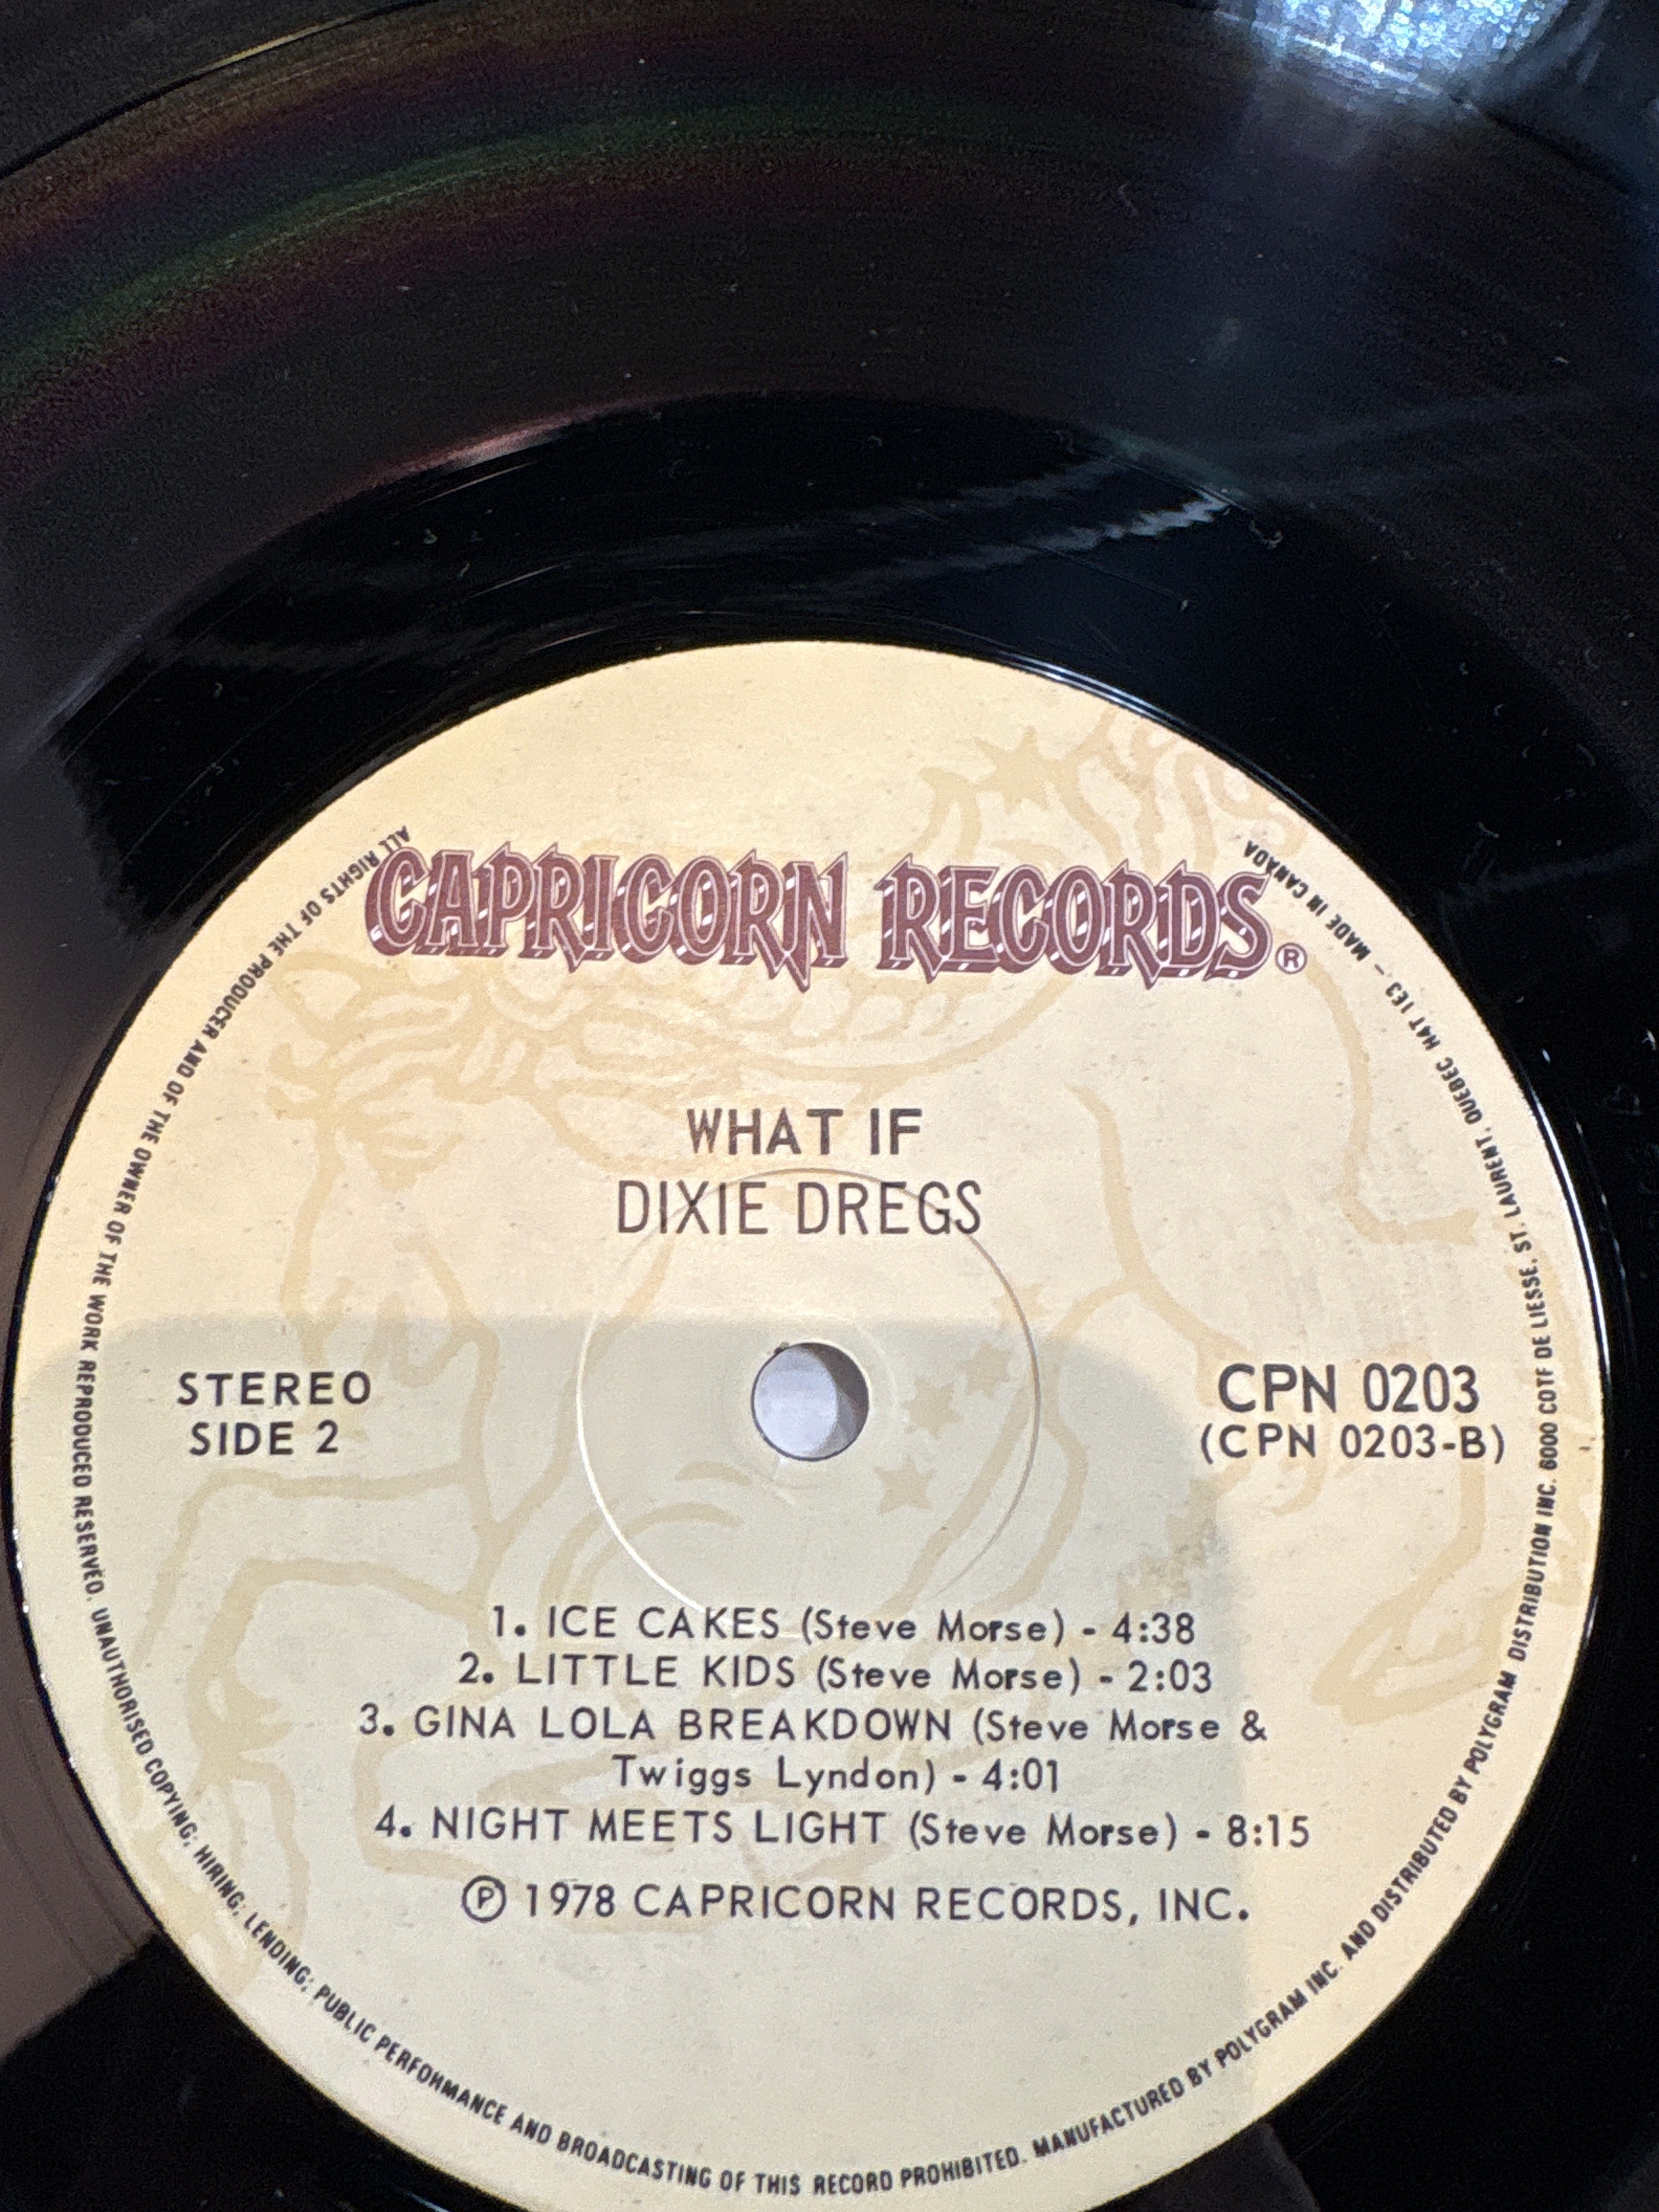 CAPRICORN RECORDS®
WHAT IF
DIXIE DREGS
STEREO
SIDE 2
CPN 0203
(CPN 0203-B)
1. ICE CAKES (Steve Morse) - 4:38
2. LITTLE KIDS (Steve Morse) - 2:03
3. GINA LOLA BREAKDOWN (Steve Morse &
Twiggs Lyndon) - 4:01
4. NIGHT MEETS LIGHT (Steve Morse) - 8:15
℗ 1978 CAPRICORN RECORDS, INC.
ALL RIGHTS OF THE PRODUCER AND OF THE OWNER OF THE WORK REPRODUCED RESERVED. UNAUTHORISED COPYING; HIRING; LENDING; PUBLIC PERFORMANCE AND BROADCASTING OF THIS RECORD PROHIBITED. MANUFACTURED BY POLYGRAM INC. AND DISTRIBUTED BY POLYGRAM DISTRIBUTION INC. 6000 COTE DE LIESSE, ST. LAURENT, QUEBEC H4T 1E3 – MADE IN CANADA